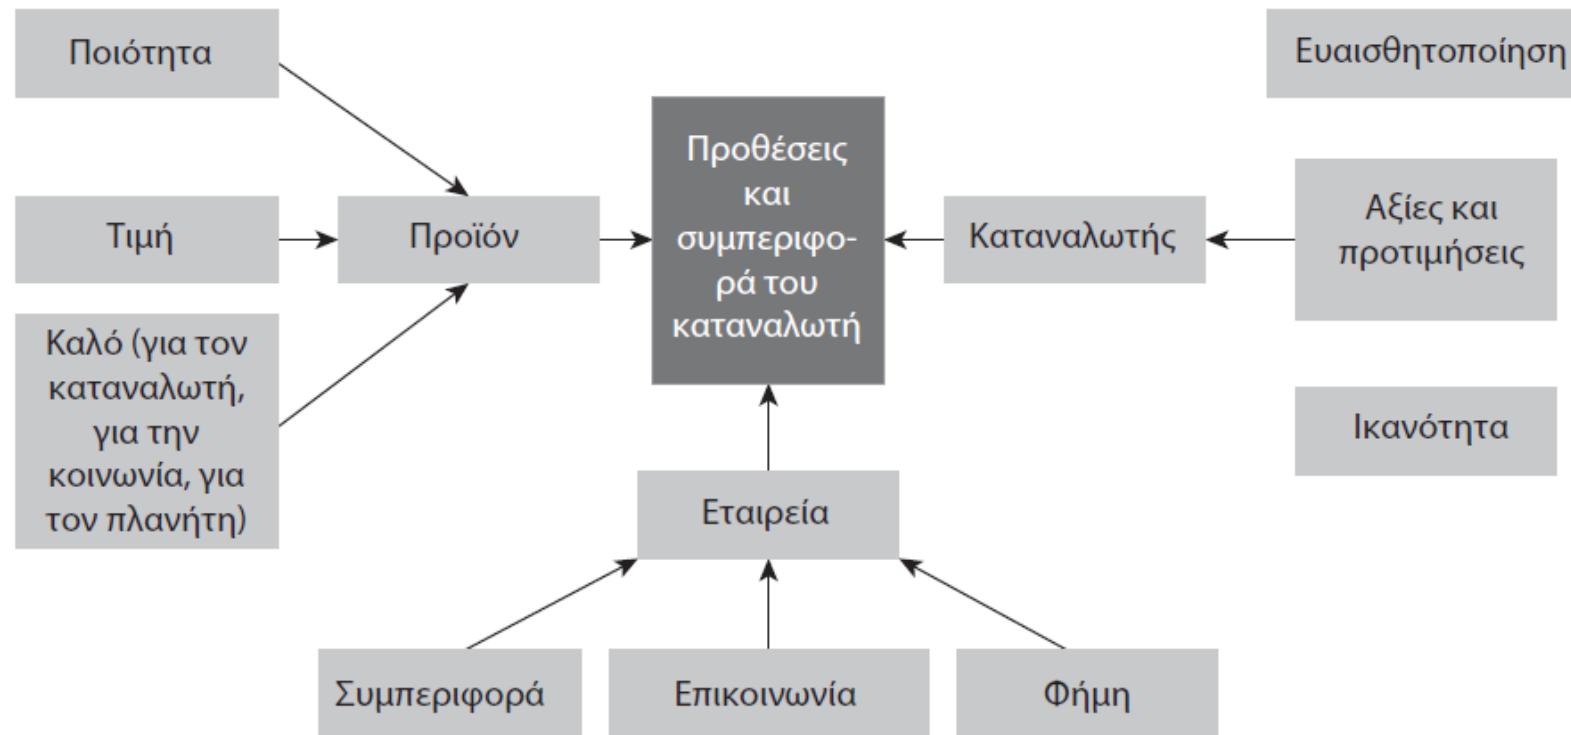 Ποιότητα
Τιμή
Καλό (για τον
καταναλωτή,
για την
κοινωνία, για
τον πλανήτη)
Προϊόν
Προθέσεις
και
συμπεριφο-
ρά του
καταναλωτή
Καταναλωτής
Ευαισθητοποίηση
Αξίες και
προτιμήσεις
Ικανότητα
Εταιρεία
Συμπεριφορά
Επικοινωνία
Φήμη